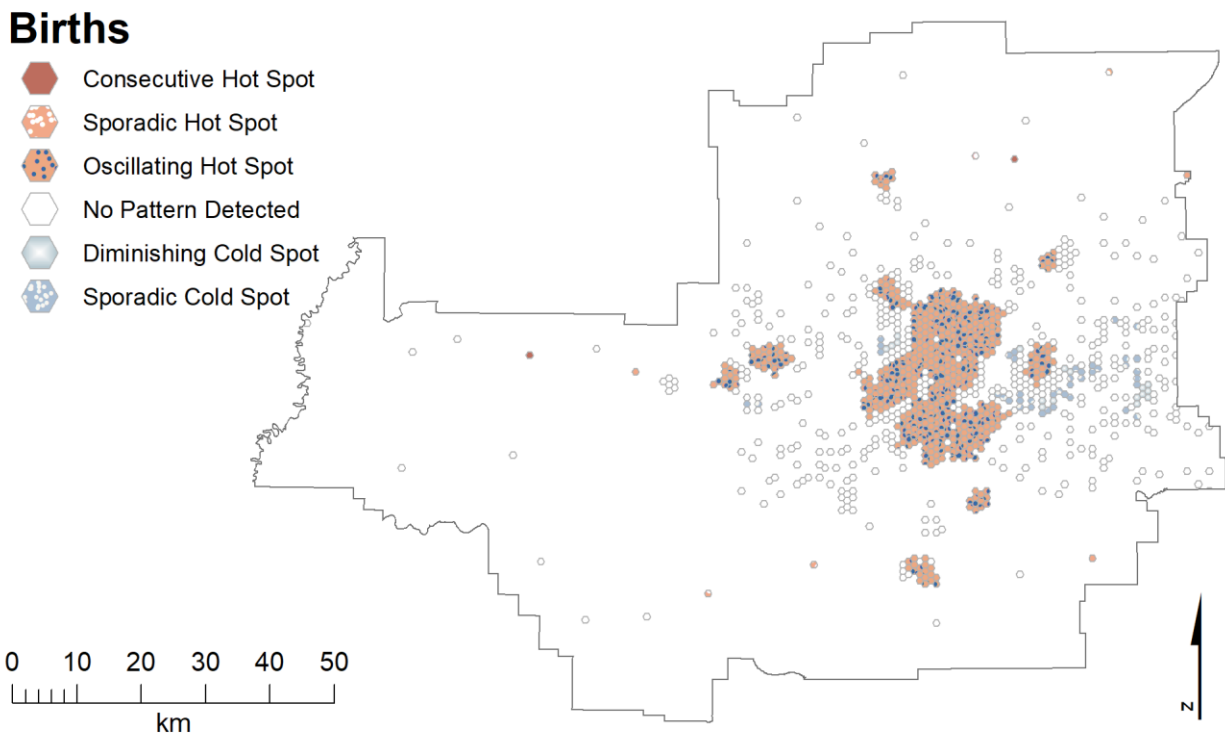 Births
Consecutive Hot Spot
Sporadic Hot Spot
Oscillating Hot Spot
No Pattern Detected
Diminishing Cold Spot
Sporadic Cold Spot
0 10 20 30 40 50
km
N